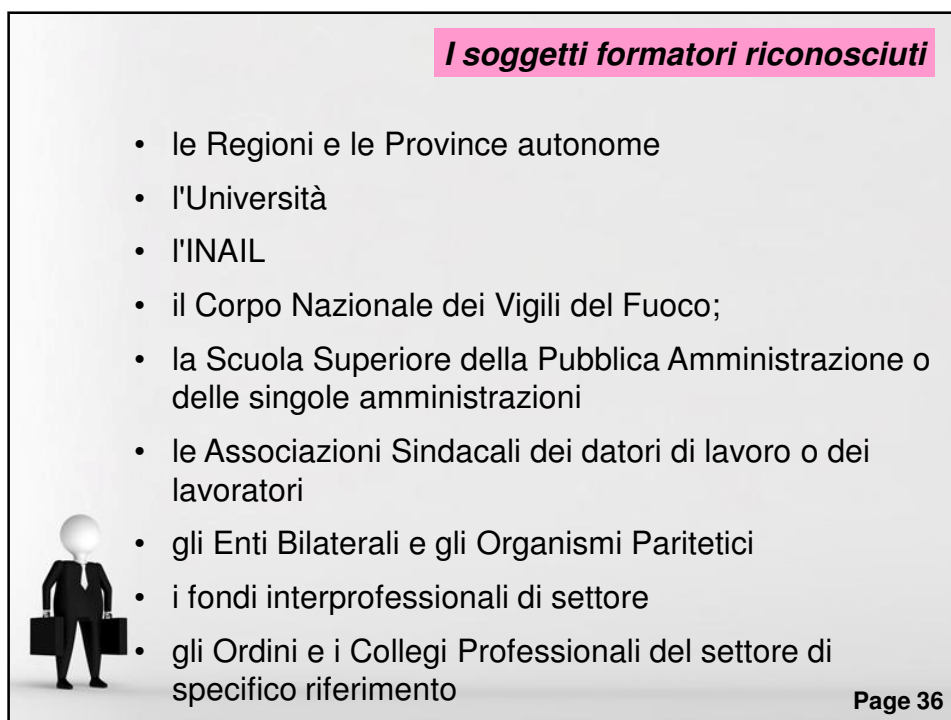 I soggetti formatori riconosciuti
• le Regioni e le Province autonome
• l'Università
• l'INAIL
• il Corpo Nazionale dei Vigili del Fuoco;
• la Scuola Superiore della Pubblica Amministrazione o
delle singole amministrazioni
• le Associazioni Sindacali dei datori di lavoro o dei
lavoratori
• gli Enti Bilaterali e gli Organismi Paritetici
• i fondi interprofessionali di settore
• gli Ordini e i Collegi Professionali del settore di
specifico riferimento
Page 36